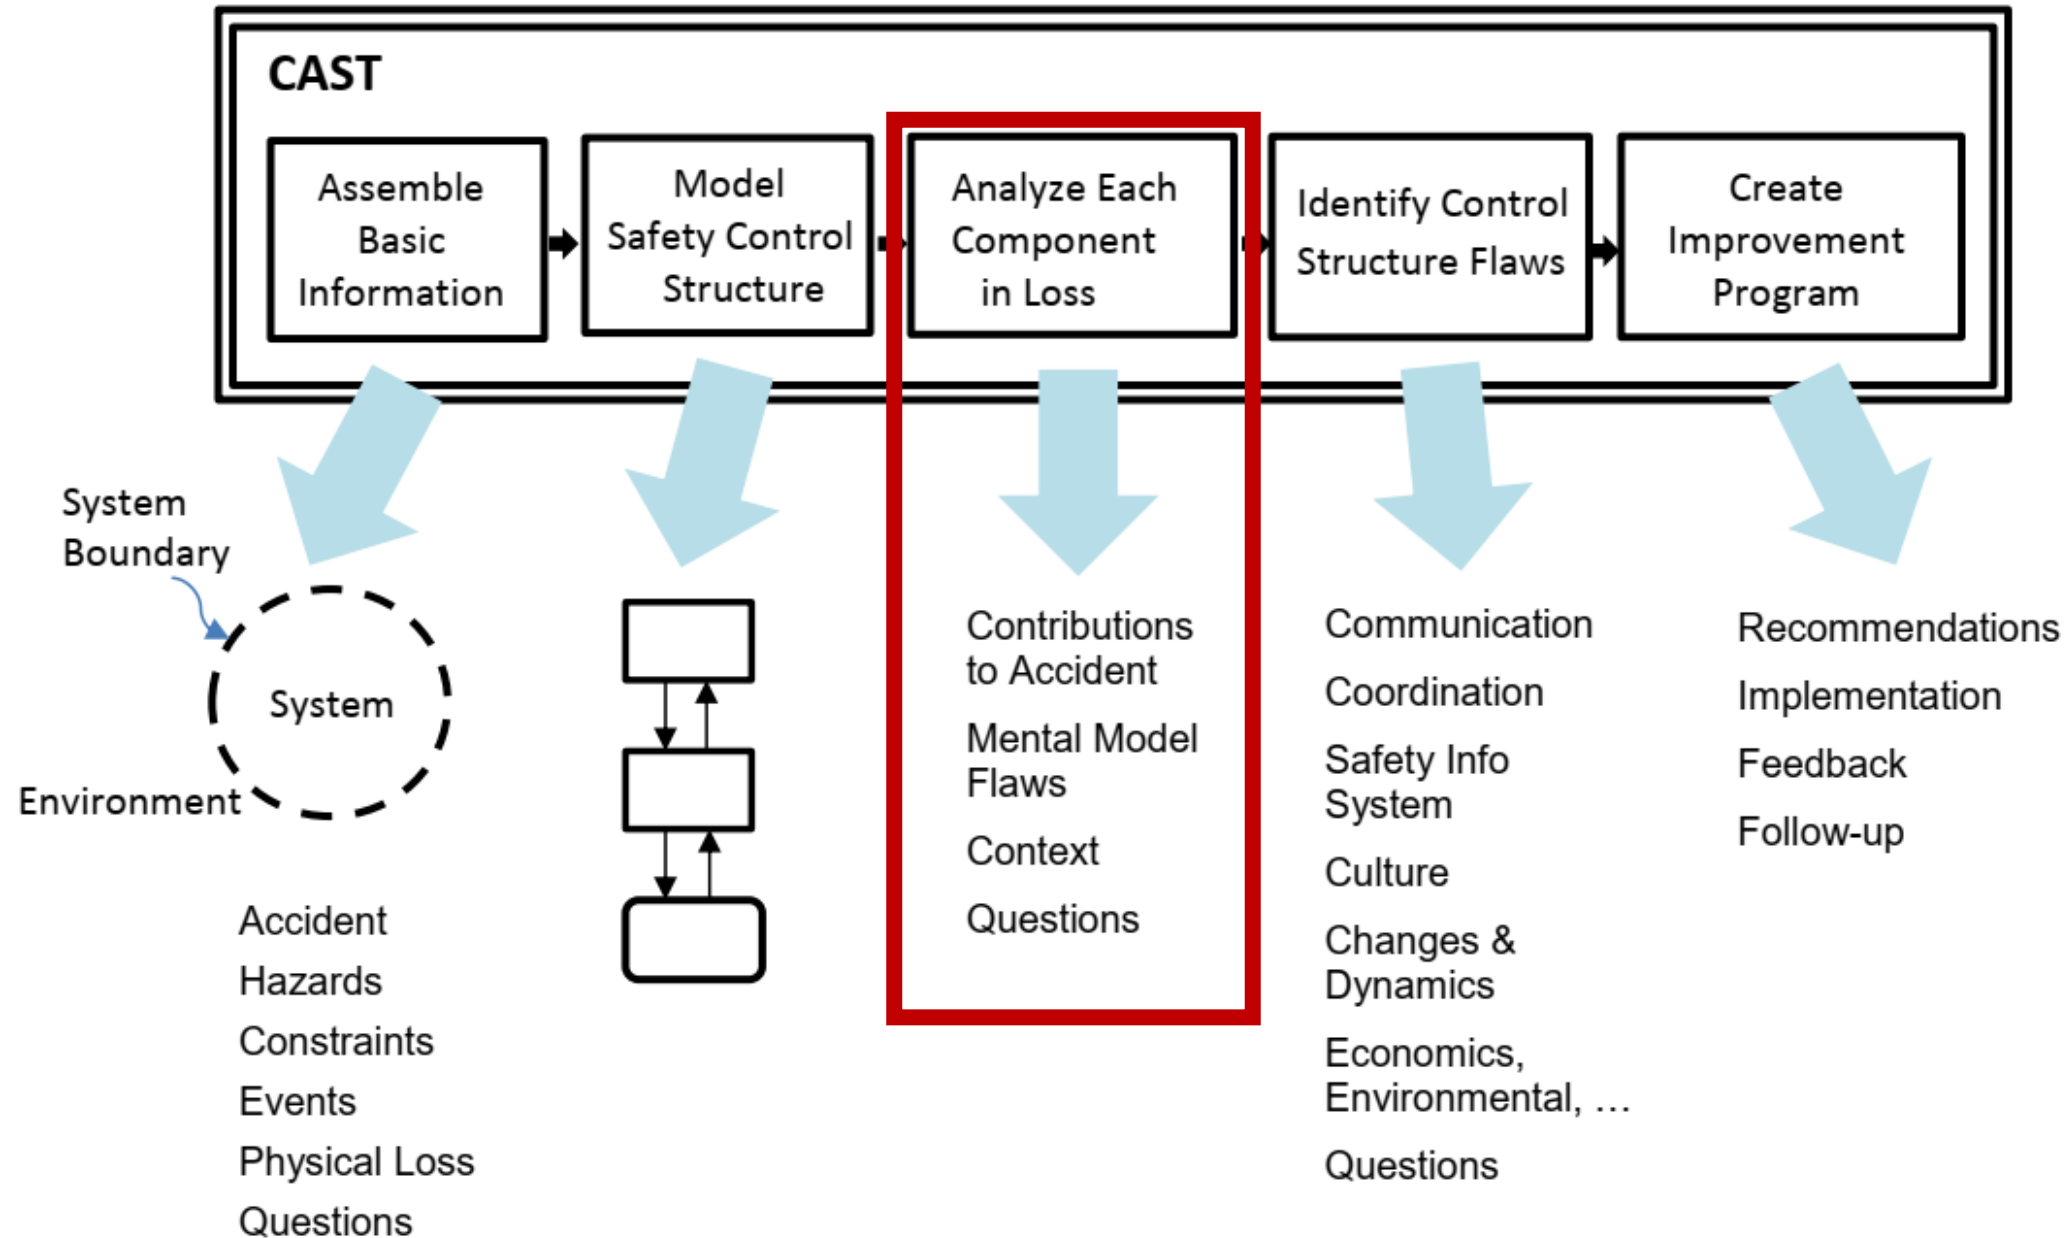 CAST
Assemble
Basic
Information
Model
Safety Control
Structure
Analyze Each
Component
in Loss
Identify Control
Structure Flaws
Create
Improvement
Program
System
Boundary
System
Environment
Accident
Hazards
Constraints
Events
Physical Loss
Questions
Contributions
to Accident
Mental Model
Flaws
Context
Questions
Communication
Coordination
Safety Info
System
Culture
Changes &
Dynamics
Economics,
Environmental, …
Questions
Recommendations
Implementation
Feedback
Follow-up